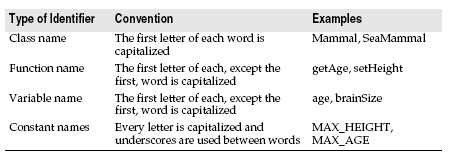 Type of Identifier Convention Examples
Class name The first letter of each word is Mammal, SeaMammal
capitalized
Function name The first letter of each, except the getAge, setHeight
first, word is capitalized
Variable name The first letter of each, except the age, brainSize
first, word is capitalized
Constant names Every letter is capitalized and MAX_HEIGHT,
underscores are used between words MAX_AGE